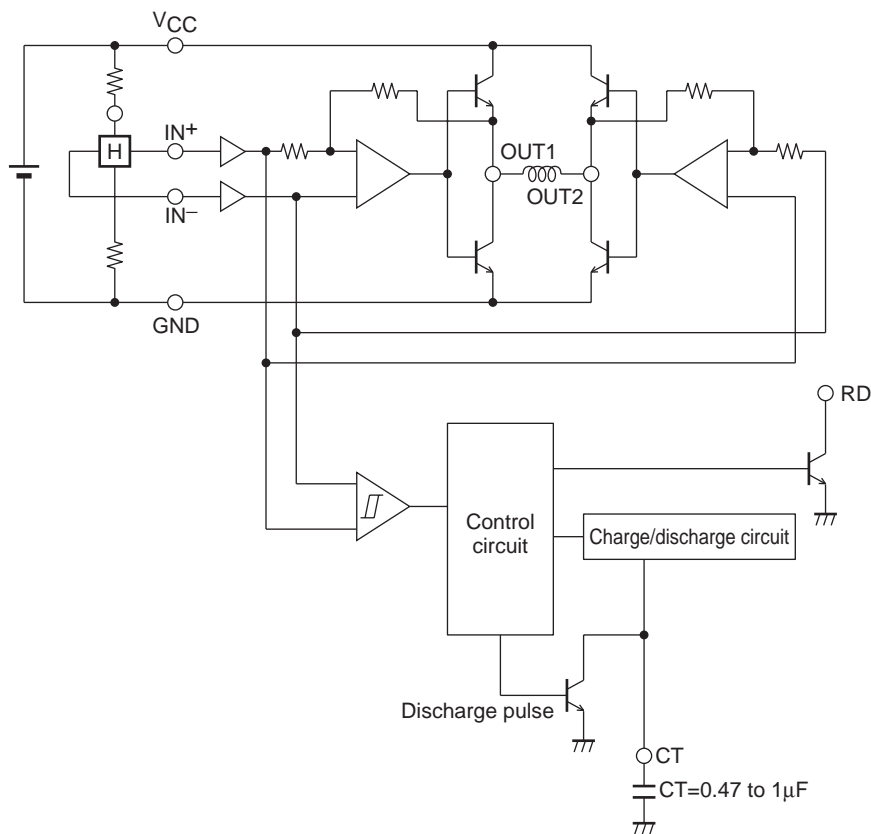 VCC
IN+
H
OUT1
OUT2
IN−
GND
RD
Control
circuit
Charge/discharge circuit
Discharge pulse
CT
CT=0.47 to 1μF